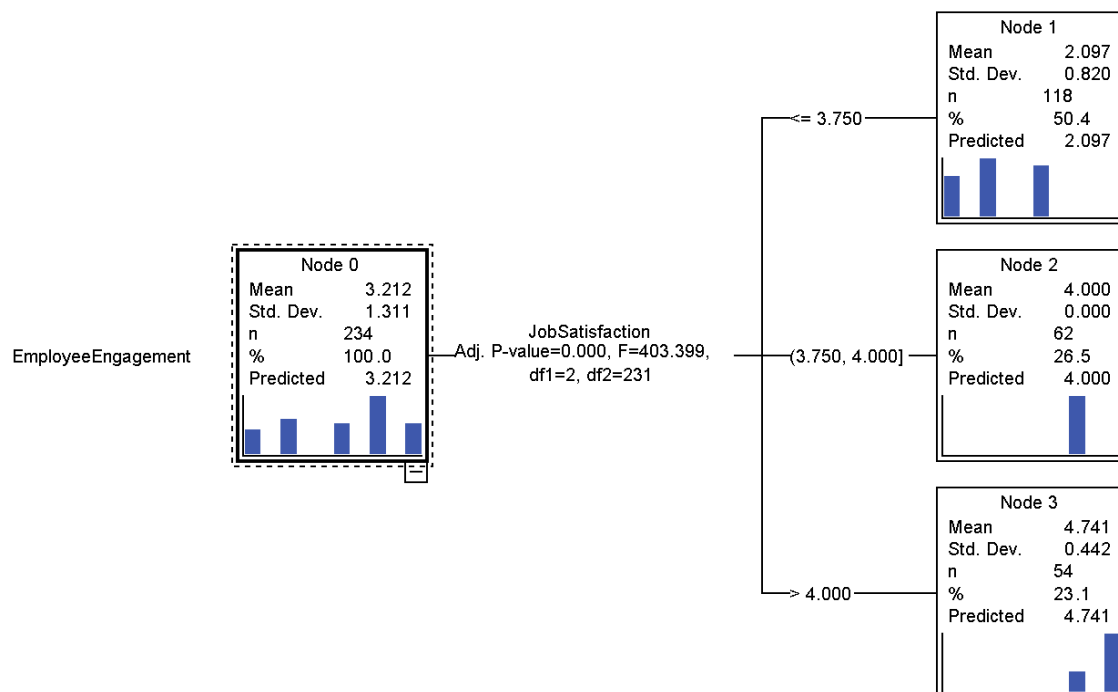 EmployeeEngagement
Node 0
Mean 3.212
Std. Dev. 1.311
n 234
% 100.0
Predicted 3.212
JobSatisfaction
Adj. P-value=0.000, F=403.399,
df1=2, df2=231
<= 3.750
Node 1
Mean 2.097
Std. Dev. 0.820
n 118
% 50.4
Predicted 2.097
(3.750, 4.000]
Node 2
Mean 4.000
Std. Dev. 0.000
n 62
% 26.5
Predicted 4.000
> 4.000
Node 3
Mean 4.741
Std. Dev. 0.442
n 54
% 23.1
Predicted 4.741